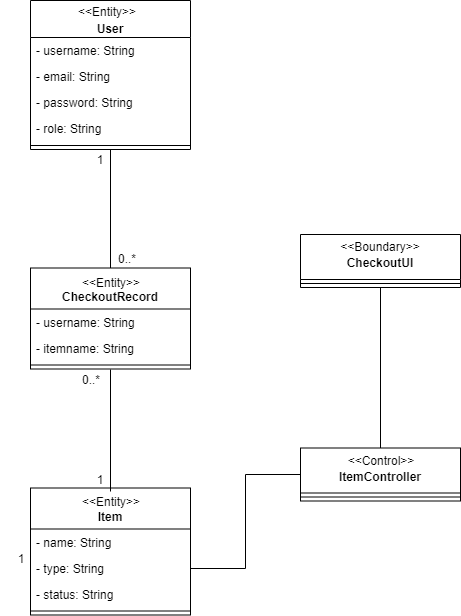 <<Entity>>
User
- username: String
- email: String
- password: String
- role: String
1
0..*
<<Entity>>
CheckoutRecord
- username: String
- itemname: String
0..*
1
<<Entity>>
Item
- name: String
- type: String
- status: String
1
<<Boundary>>
CheckoutUI
<<Control>>
ItemController